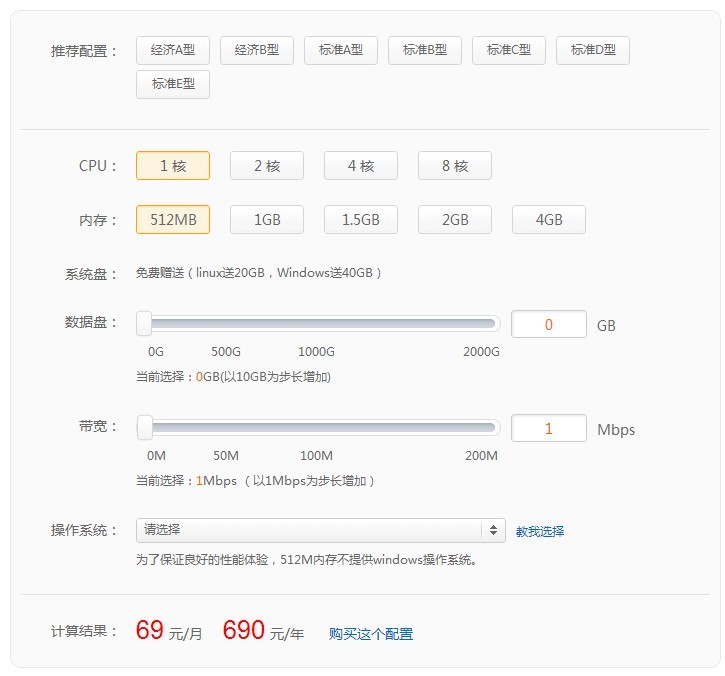 推荐配置： 经济A型 经济B型 标准A型 标准B型 标准C型 标准D型
标准E型
CPU： 1 核 2 核 4 核 8 核
内存： 512MB 1GB 1.5GB 2GB 4GB
系统盘： 免费赠送（linux送20GB，Windows送40GB）
数据盘： 0 GB
0G 500G 1000G 2000G
当前选择：0GB(以10GB为步长增加)
带宽： 1 Mbps
0M 50M 100M 200M
当前选择：1Mbps （以1Mbps为步长增加）
操作系统： 请选择 教我选择
为了保证良好的性能体验，512M内存不提供windows操作系统。
计算结果： 69 元/月 690 元/年 购买这个配置